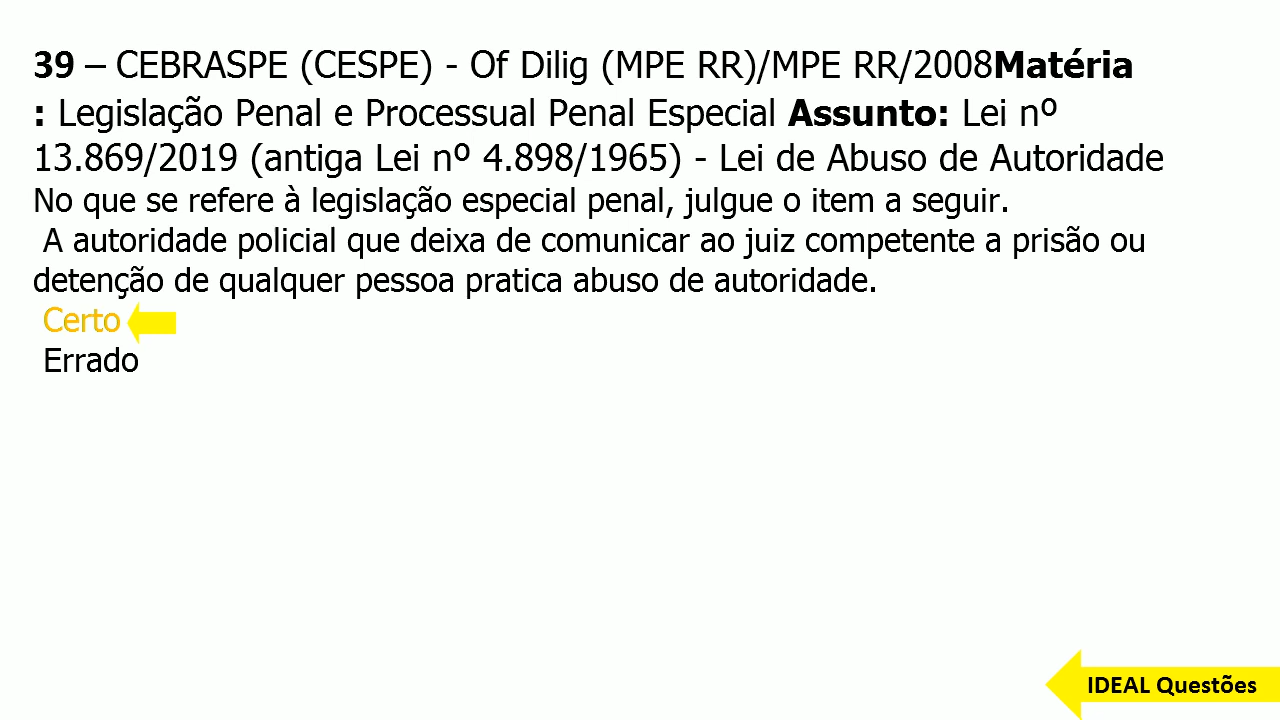 39 – CEBRASPE (CESPE) - Of Dilig (MPE RR)/MPE RR/2008Matéria
: Legislação Penal e Processual Penal Especial Assunto: Lei nº
13.869/2019 (antiga Lei nº 4.898/1965) - Lei de Abuso de Autoridade
No que se refere à legislação especial penal, julgue o item a seguir.
A autoridade policial que deixa de comunicar ao juiz competente a prisão ou
detenção de qualquer pessoa pratica abuso de autoridade.
Certo
Errado
IDEAL Questões